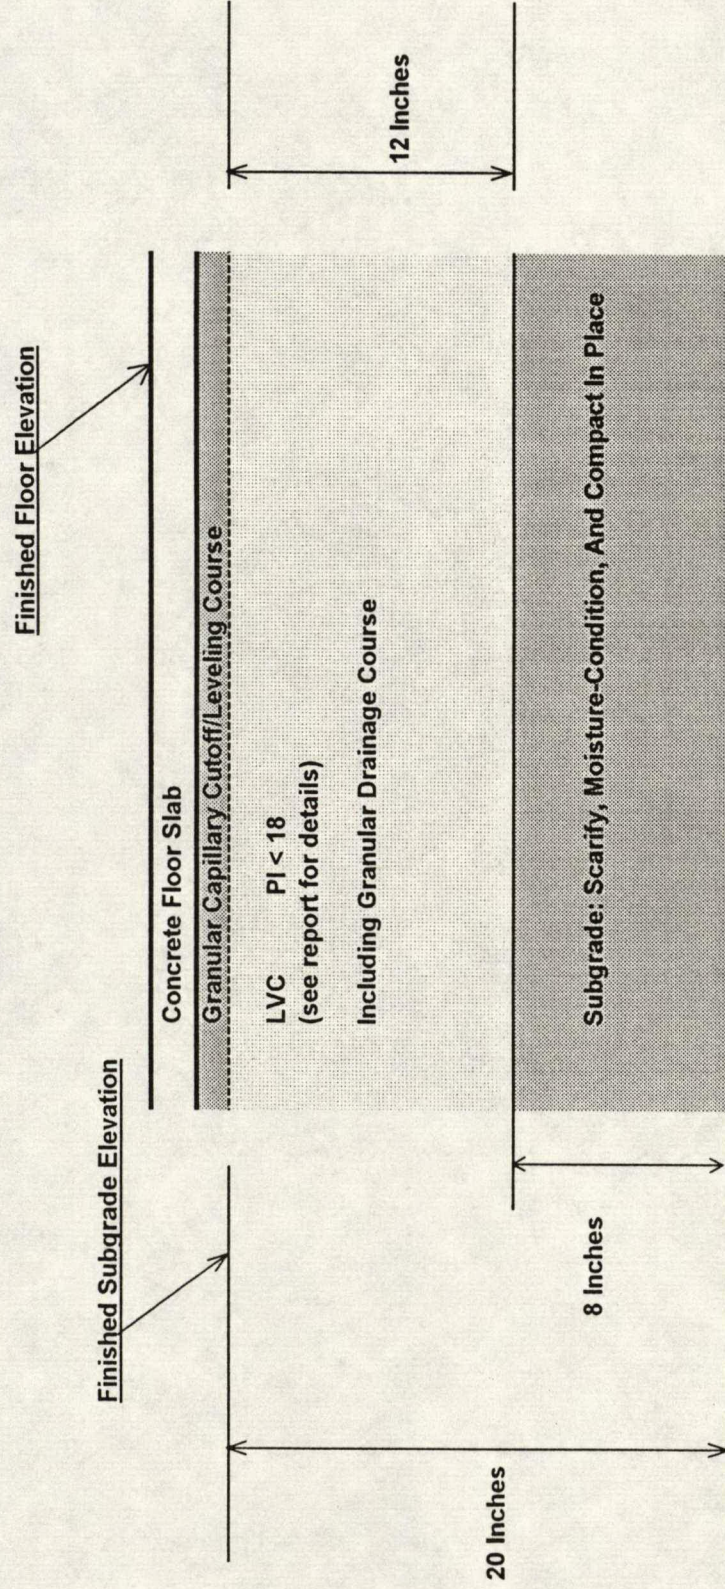 Finished Floor Elevation
Finished Subgrade Elevation
Concrete Floor Slab
Granular Capillary Cutoff/Leveling Course
LVC PI < 18
(see report for details)
Including Granular Drainage Course
12 Inches
20 Inches
8 Inches
Subgrade: Scarify, Moisture-Condition, And Compact In Place